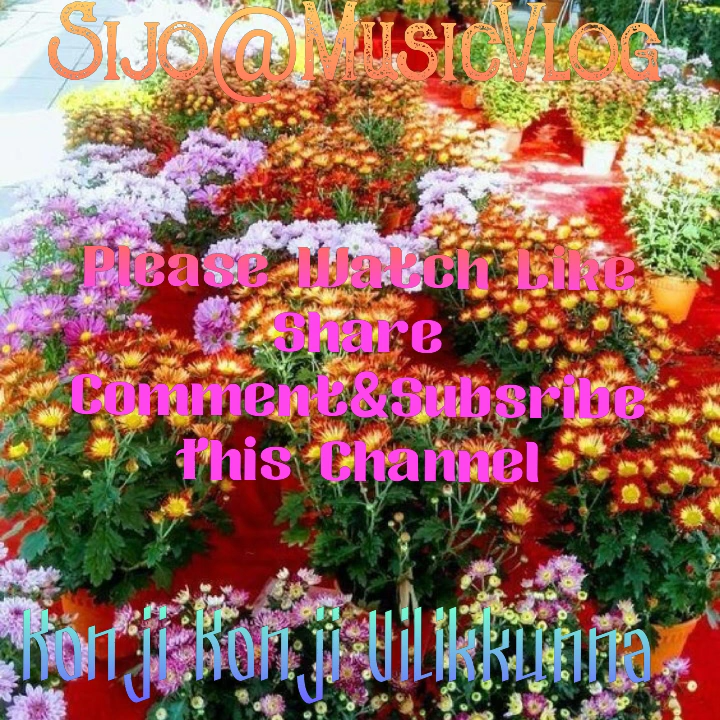 Sijo@MusicVlog
Please Watch Like
Share
Comment&Subsribe
This Channel
Konji Konji Vilikkunna